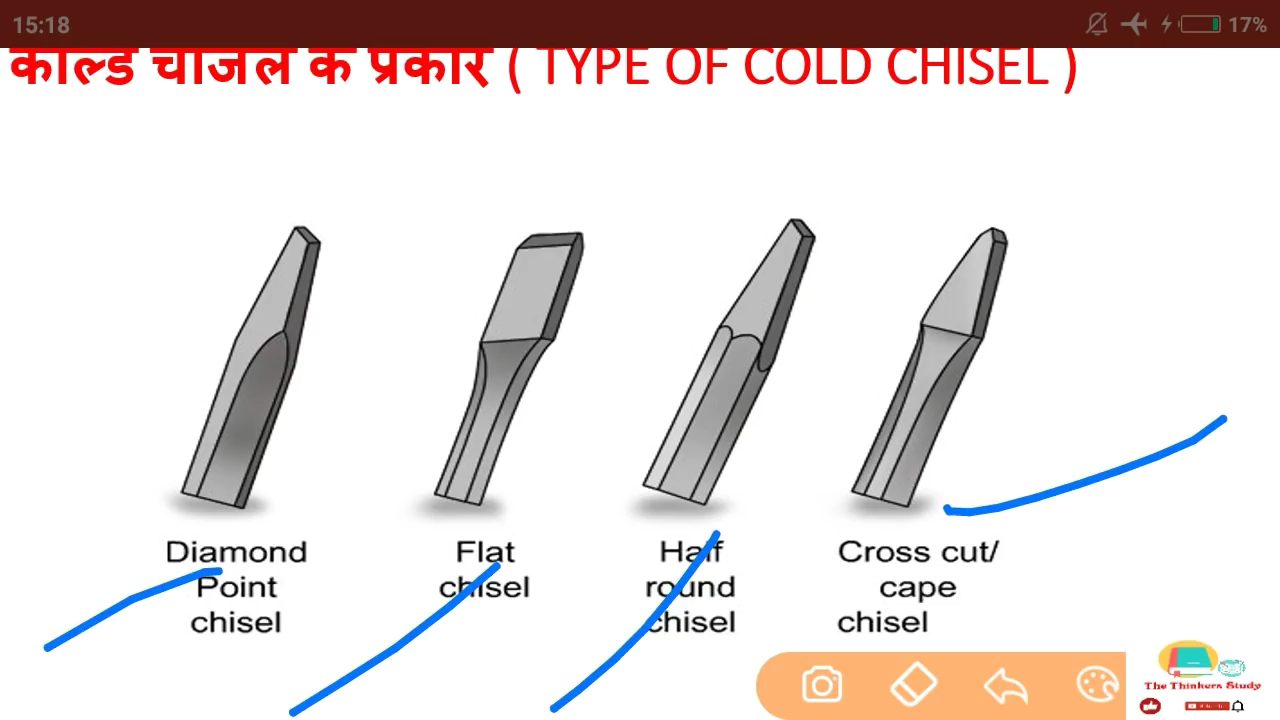 15:18
17%
कोल्ड चीजल के प्रकार ( TYPE OF COLD CHISEL )
Diamond
Point
chisel
Flat
chisel
Half
round
chisel
Cross cut/
cape
chisel
The Thinkers Study